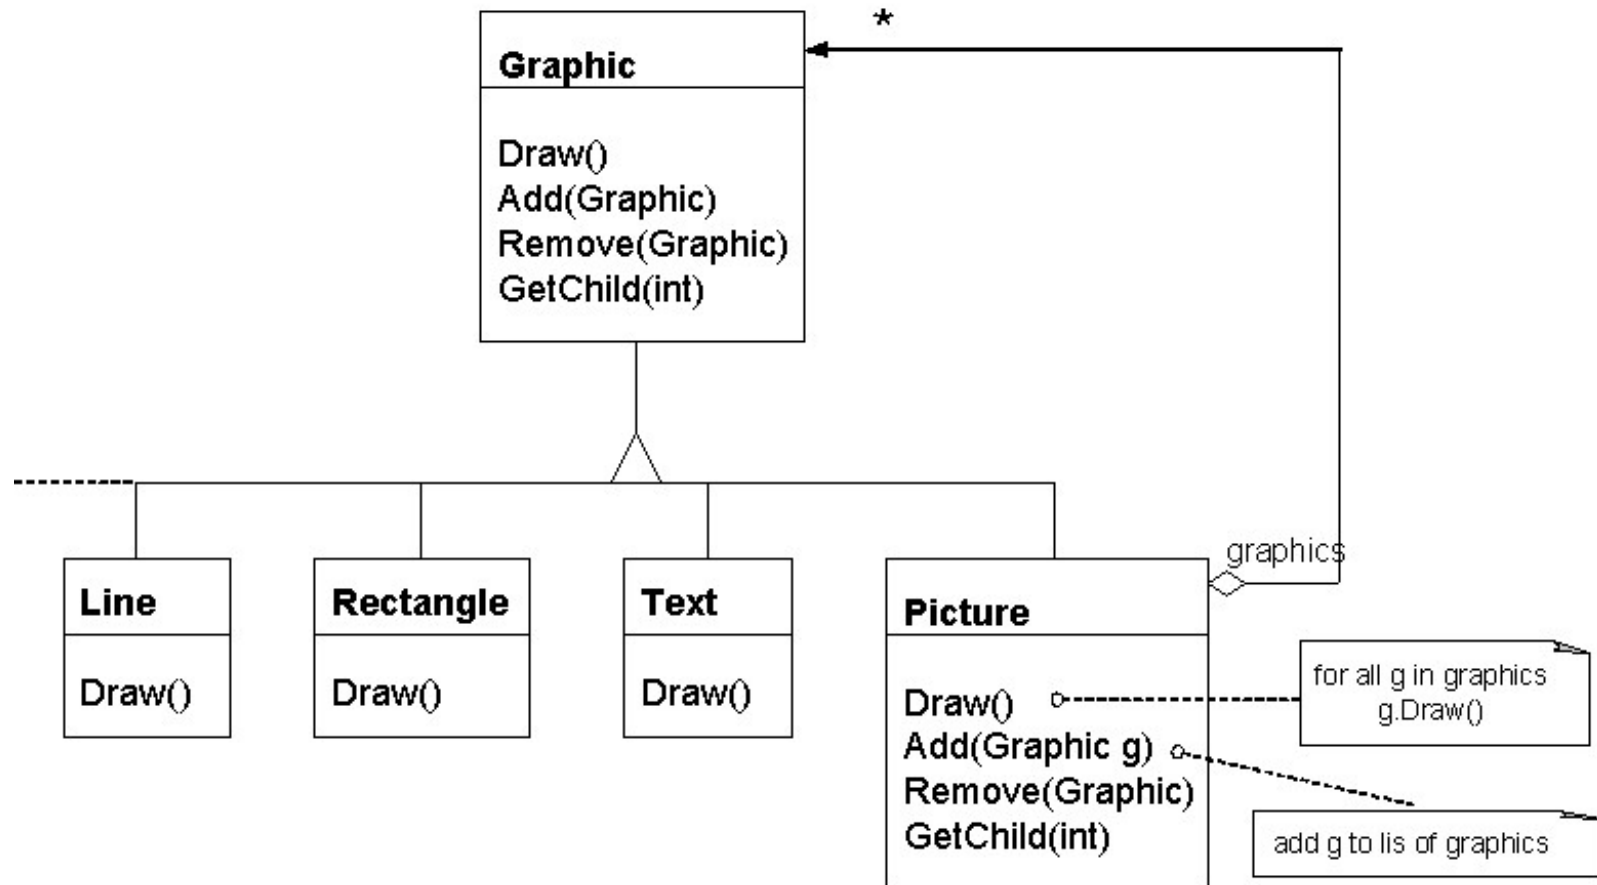 *
Graphic
Draw()
Add(Graphic)
Remove(Graphic)
GetChild(int)
graphics
Line
Draw()
Rectangle
Draw()
Text
Draw()
Picture
Draw()
Add(Graphic g)
Remove(Graphic)
GetChild(int)
for all g in graphics
g.Draw()
add g to lis of graphics